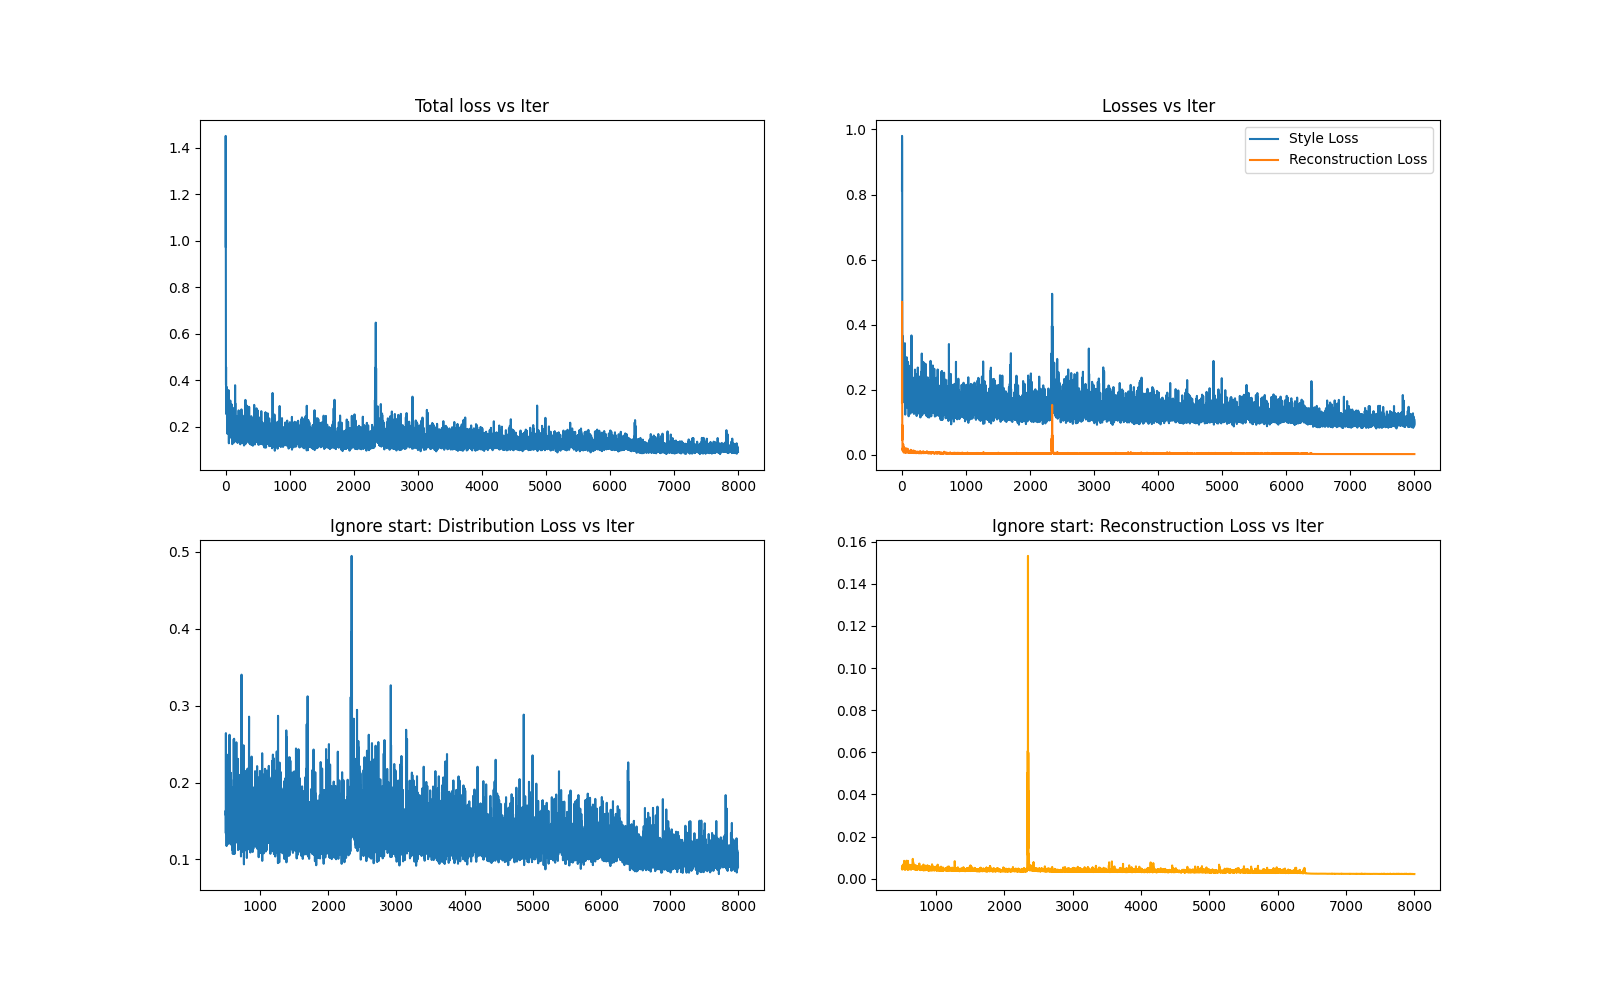 Total loss vs Iter
1.4
1.2
1.0
0.8
0.6
0.4
0.2
0 1000 2000 3000 4000 5000 6000 7000 8000
Losses vs Iter
Style Loss
Reconstruction Loss
1.0
0.8
0.6
0.4
0.2
0.0
0 1000 2000 3000 4000 5000 6000 7000 8000
Ignore start: Distribution Loss vs Iter
0.5
0.4
0.3
0.2
0.1
1000 2000 3000 4000 5000 6000 7000 8000
Ignore start: Reconstruction Loss vs Iter
0.16
0.14
0.12
0.10
0.08
0.06
0.04
0.02
0.00
1000 2000 3000 4000 5000 6000 7000 8000